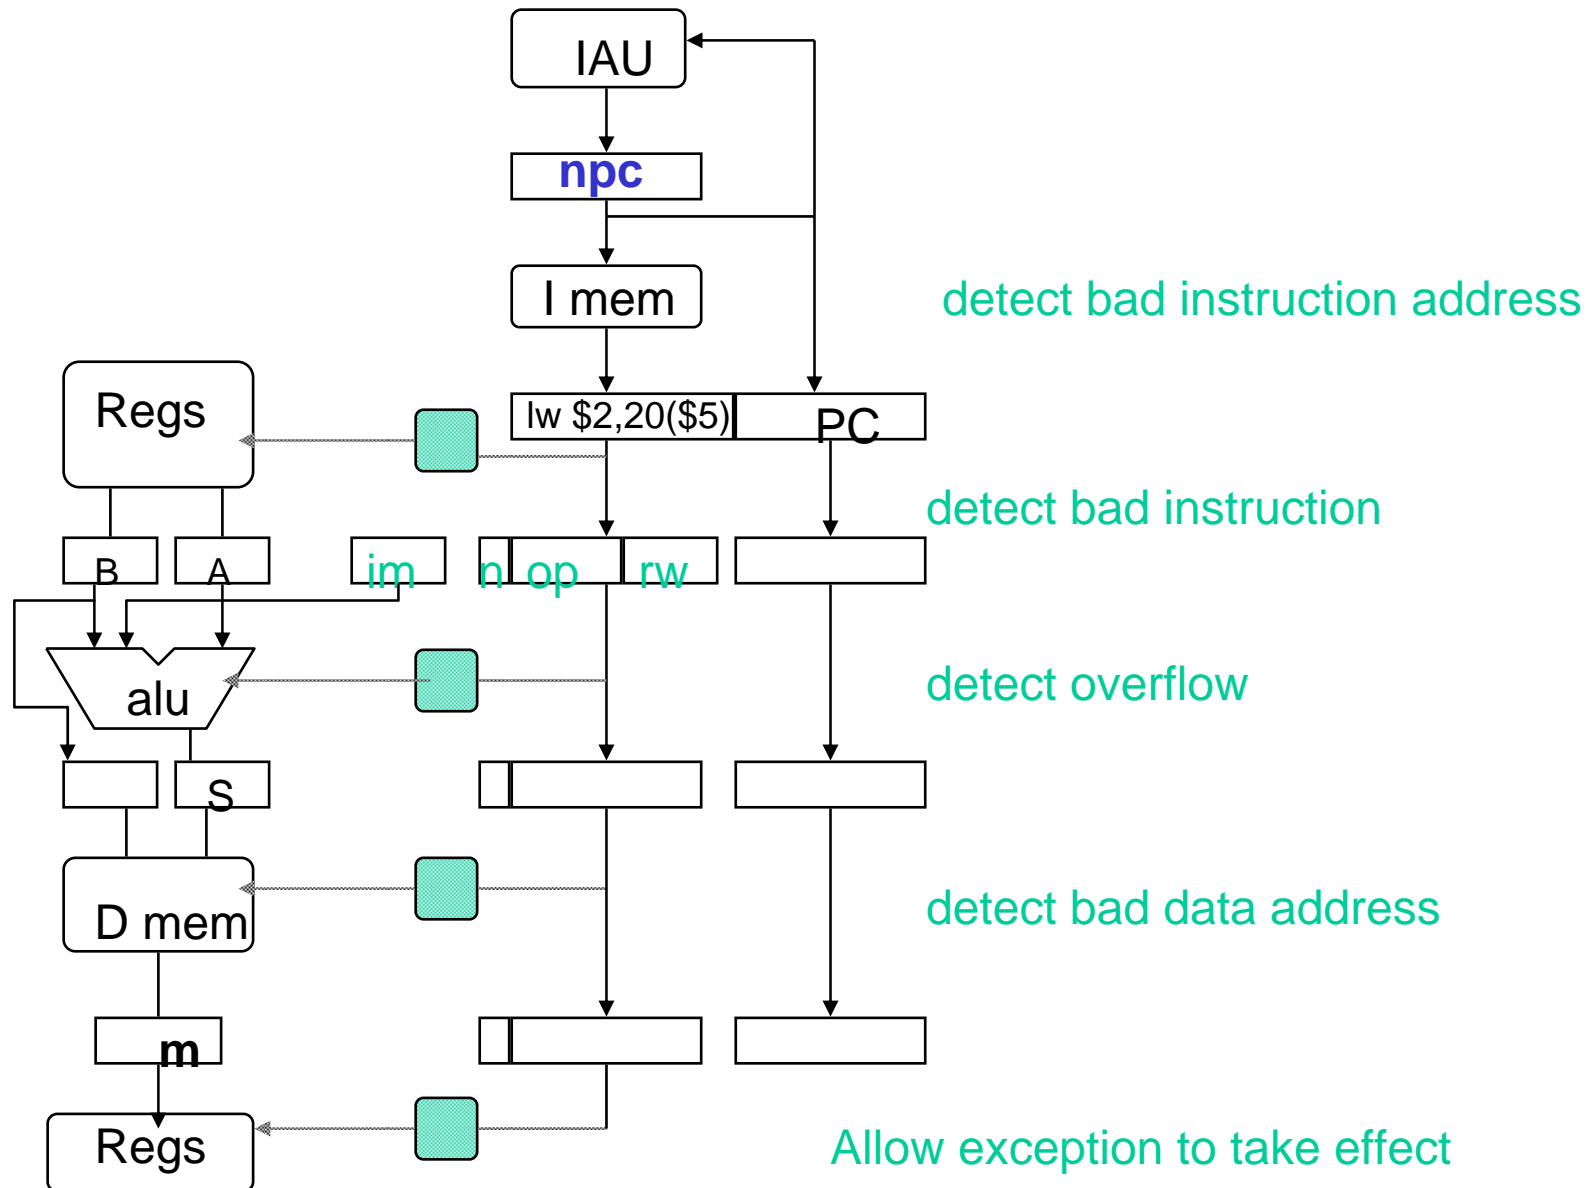 IAU
npc
I mem
detect bad instruction address
Regs
lw $2,20($5)
PC
detect bad instruction
B
A
im
n
op
rw
alu
detect overflow
S
D mem
detect bad data address
m
Regs
Allow exception to take effect